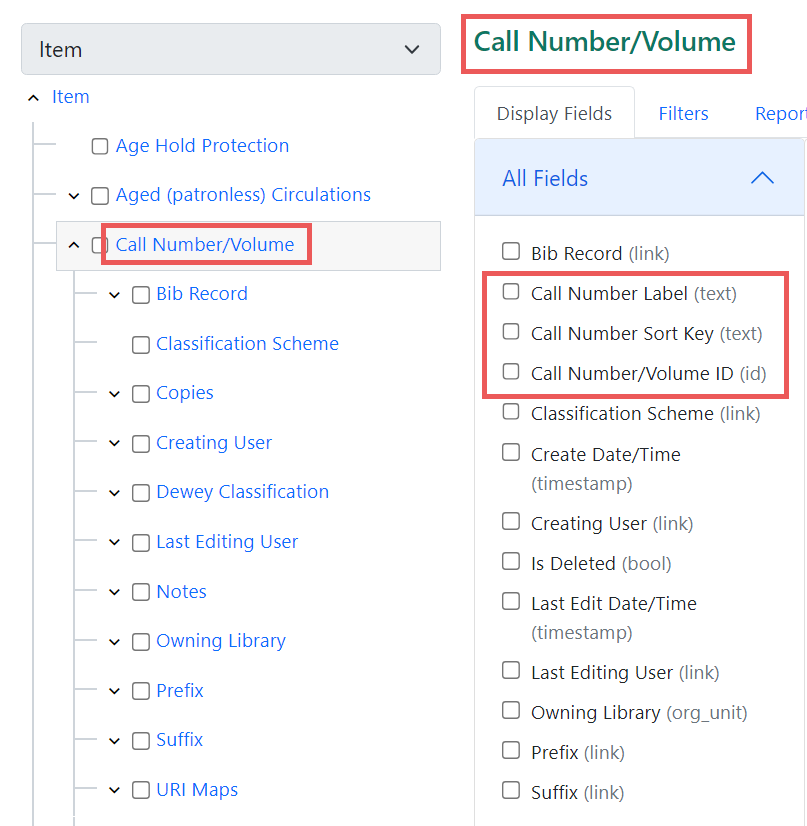 Item
Item
Age Hold Protection
Aged (patronless) Circulations
Call Number/Volume
Bib Record
Classification Scheme
Copies
Creating User
Dewey Classification
Last Editing User
Notes
Owning Library
Prefix
Suffix
URI Maps
Call Number/Volume
Display Fields Filters Report
All Fields
Bib Record (link)
Call Number Label (text)
Call Number Sort Key (text)
Call Number/Volume ID (id)
Classification Scheme (link)
Create Date/Time
(timestamp)
Creating User (link)
Is Deleted (bool)
Last Edit Date/Time
(timestamp)
Last Editing User (link)
Owning Library (org_unit)
Prefix (link)
Suffix (link)